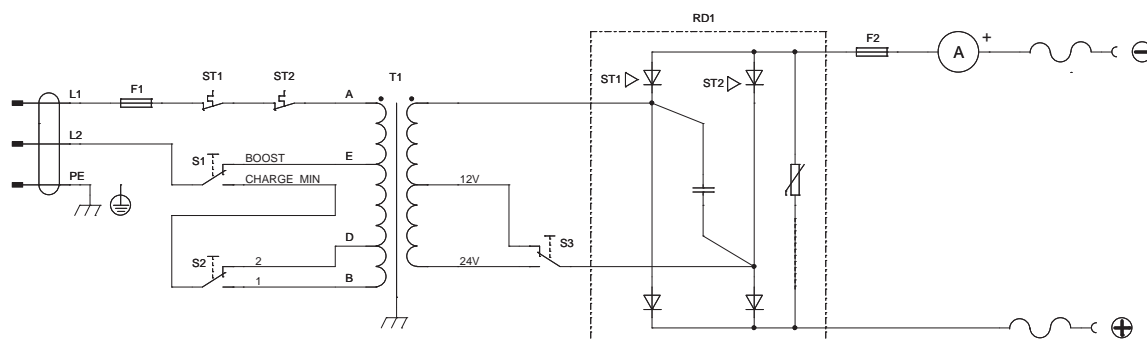 RD1
F2
A
+
−
ST1
ST2
T1
L1
F1
A
ST1
ST2
L2
S1
BOOST
E
PE
CHARGE MIN
12V
S3
D
S2
2
24V
1
B
+